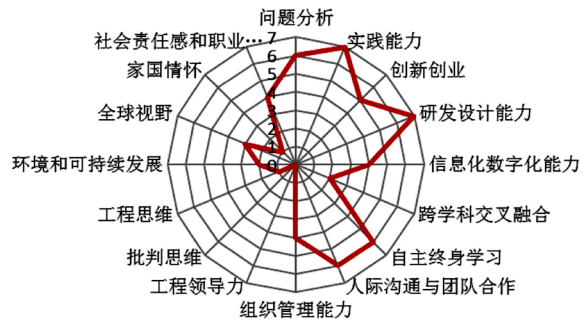 问题分析
实践能力
创新创业
研发设计能力
信息化数字化能力
跨学科交叉融合
自主终身学习
人际沟通与团队合作
组织管理能力
工程领导力
批判思维
工程思维
环境和可持续发展
全球视野
家国情怀
社会责任感和职业…
7
6
5
4
3
2
1
0